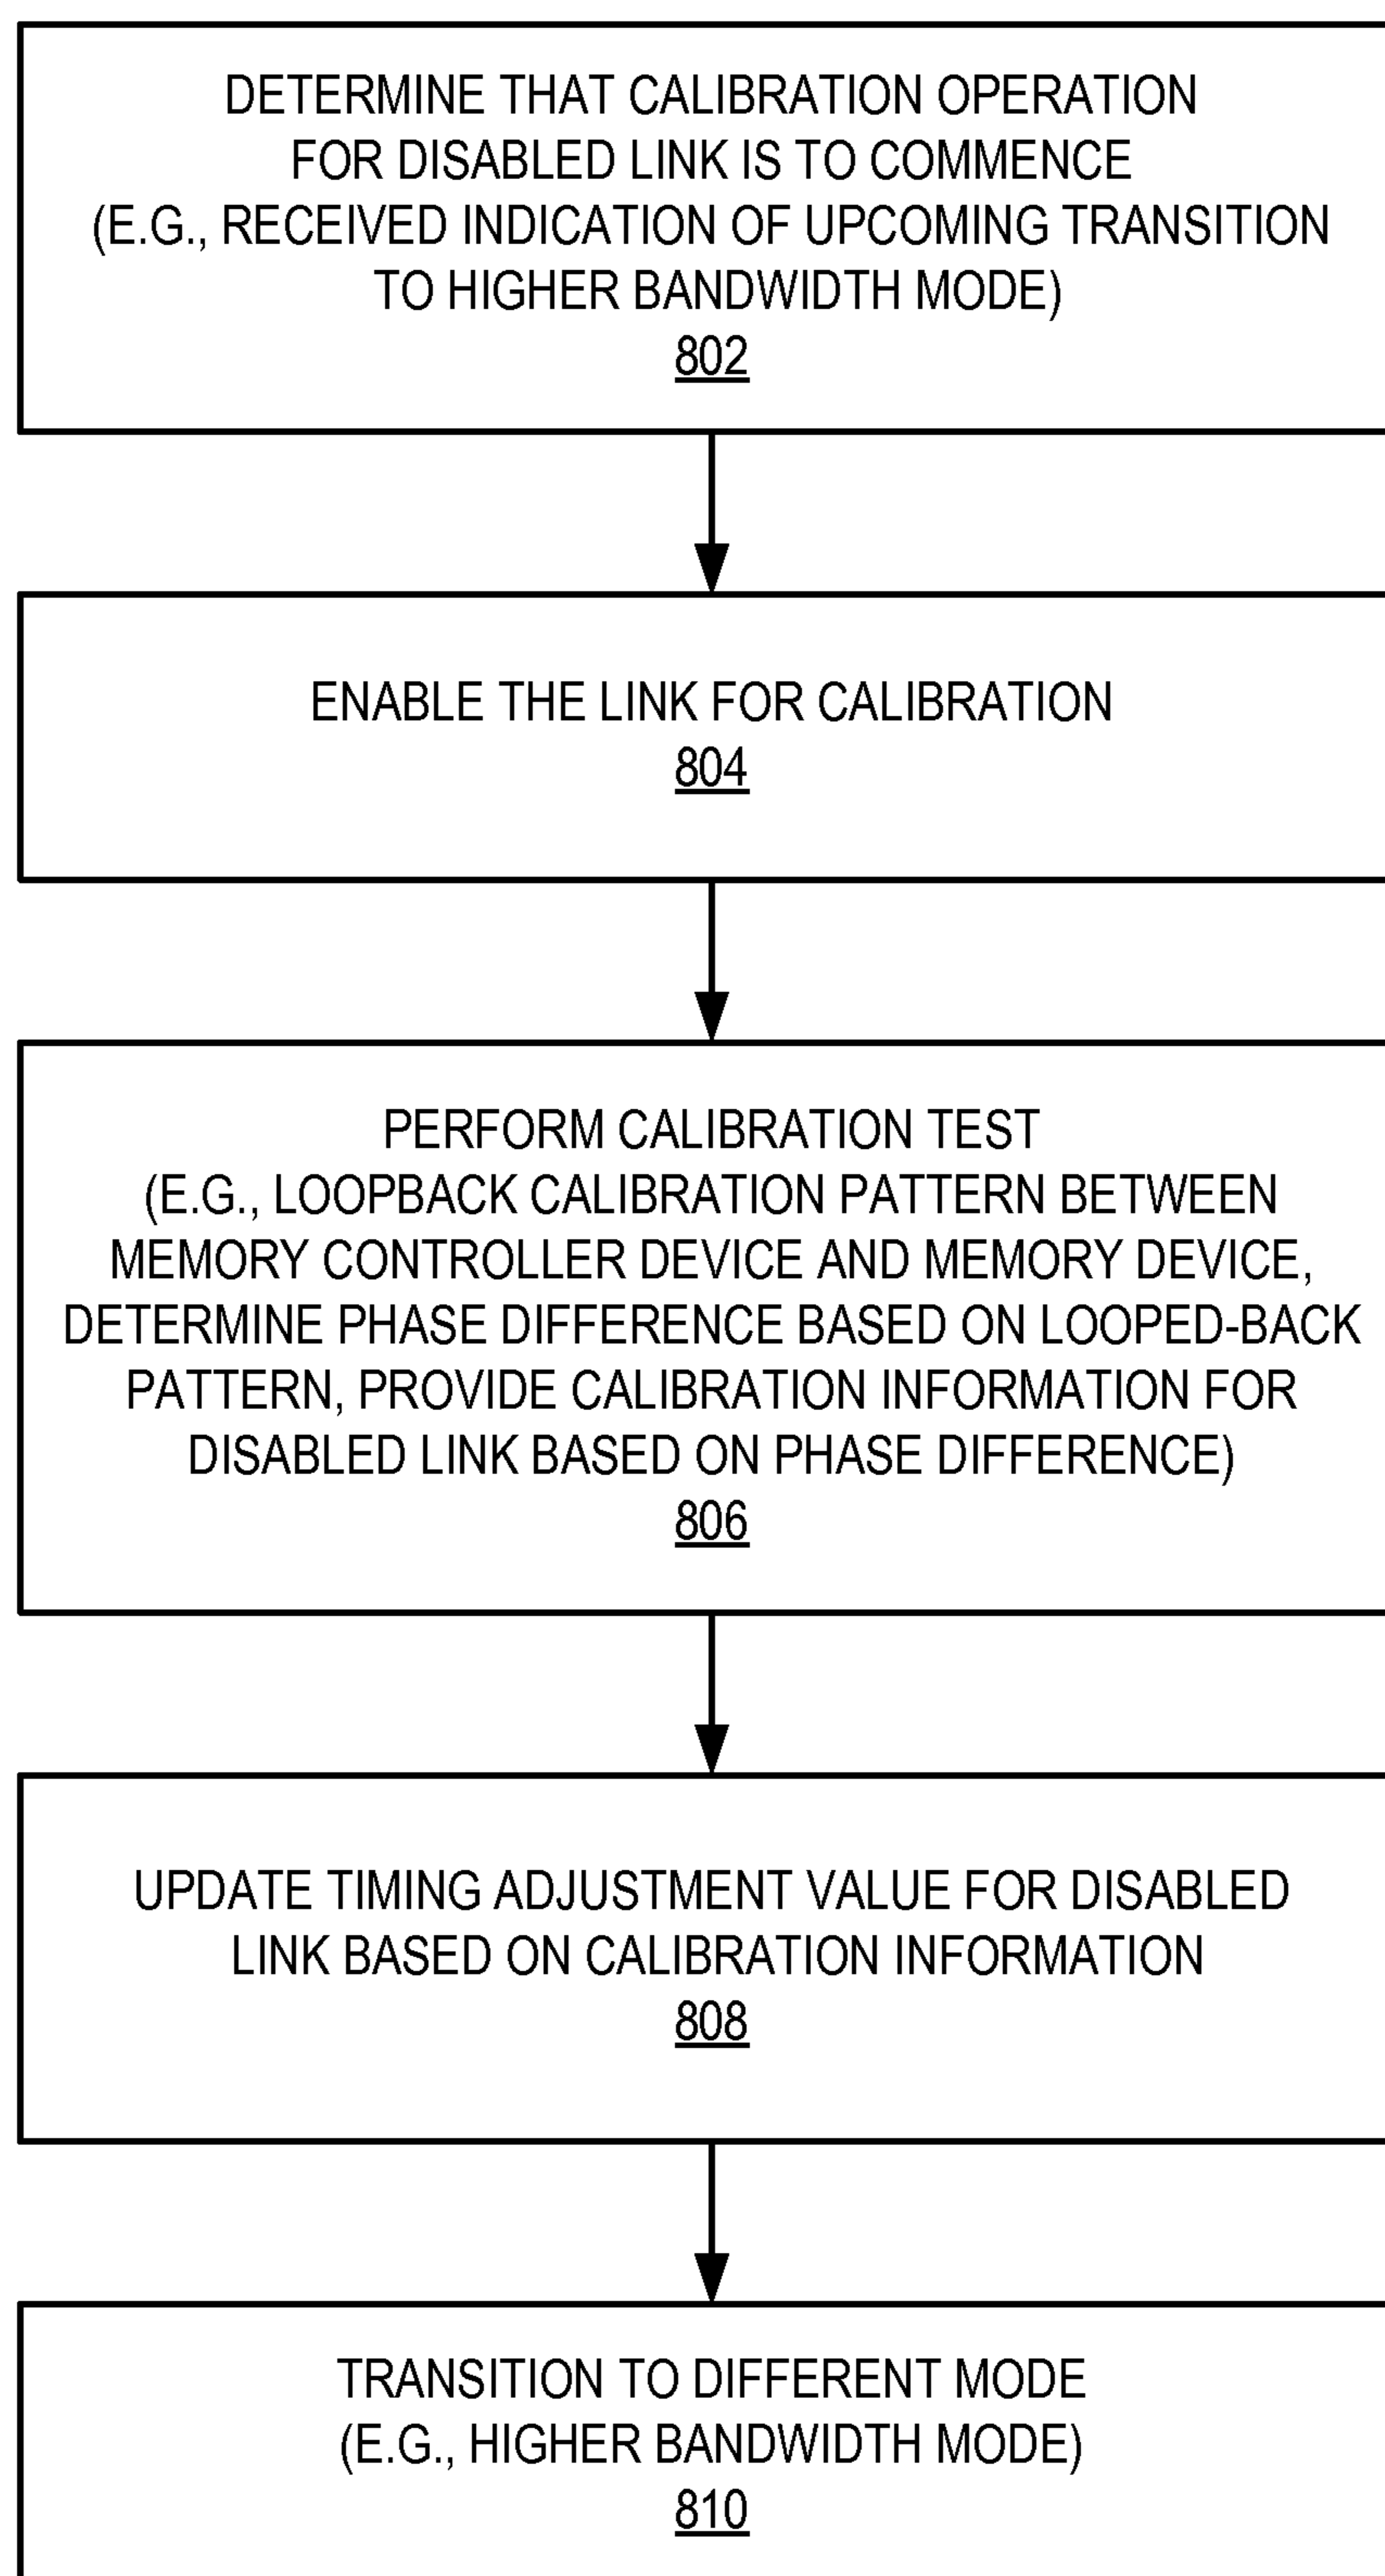 DETERMINE THAT CALIBRATION OPERATION
FOR DISABLED LINK IS TO COMMENCE
(E.G., RECEIVED INDICATION OF UPCOMING TRANSITION
TO HIGHER BANDWIDTH MODE)
802
ENABLE THE LINK FOR CALIBRATION
804
PERFORM CALIBRATION TEST
(E.G., LOOPBACK CALIBRATION PATTERN BETWEEN
MEMORY CONTROLLER DEVICE AND MEMORY DEVICE,
DETERMINE PHASE DIFFERENCE BASED ON LOOPED-BACK
PATTERN, PROVIDE CALIBRATION INFORMATION FOR
DISABLED LINK BASED ON PHASE DIFFERENCE)
806
UPDATE TIMING ADJUSTMENT VALUE FOR DISABLED
LINK BASED ON CALIBRATION INFORMATION
808
TRANSITION TO DIFFERENT MODE
(E.G., HIGHER BANDWIDTH MODE)
810